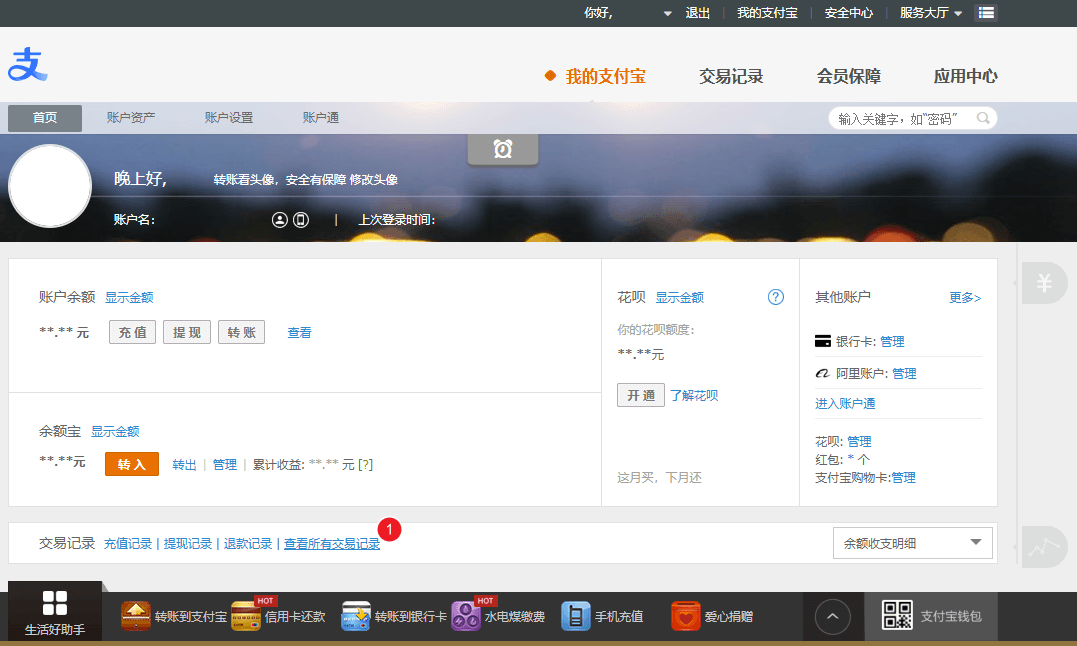 你好, 退出 我的支付宝 安全中心 服务大厅
支
我的支付宝 交易记录 会员保障 应用中心
首页 账户资产 账户设置 账户通 输入关键字，如"密码"
晚上好, 转账看头像，安全有保障 修改头像
账户名: | 上次登录时间:
账户余额 显示金额
**.** 元 充 值 提 现 转 账 查看
余额宝 显示金额
**.**元 转 入 转出 | 管理 | 累计收益: **.** 元 [?]
花呗 显示金额 ?
你的花呗额度:
**.**元
开 通 了解花呗
这月买，下月还
其他账户 更多>
银行卡: 管理
阿里账户: 管理
进入账户通
花呗: 管理
红包: * 个
支付宝购物卡:管理
¥
交易记录 充值记录 | 提现记录 | 退款记录 | 查看所有交易记录 1 余额收支明细
生活好助手 转账到支付宝 HOT 信用卡还款 转账到银行卡 HOT 水电煤缴费 手机充值 爱心捐赠 支付宝钱包